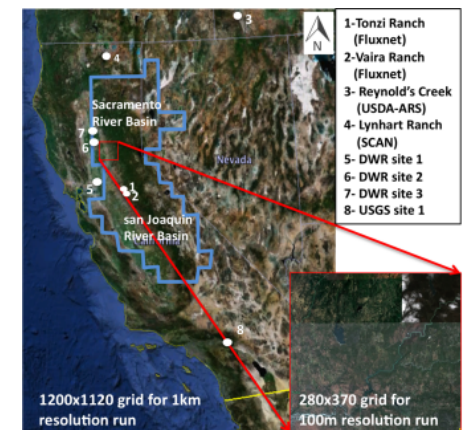 3
N
4
Sacramento
River Basin
7
6
Nevada
5
1
2
san Joaquin
River Basin
8
1200x1120 grid for 1km
resolution run
280x370 grid for
100m resolution run
1-Tonzi Ranch
(Fluxnet)
2-Vaira Ranch
(Fluxnet)
3- Reynold's Creek
(USDA-ARS)
4- Lynhart Ranch
(SCAN)
5- DWR site 1
6- DWR site 2
7- DWR site 3
8- USGS site 1